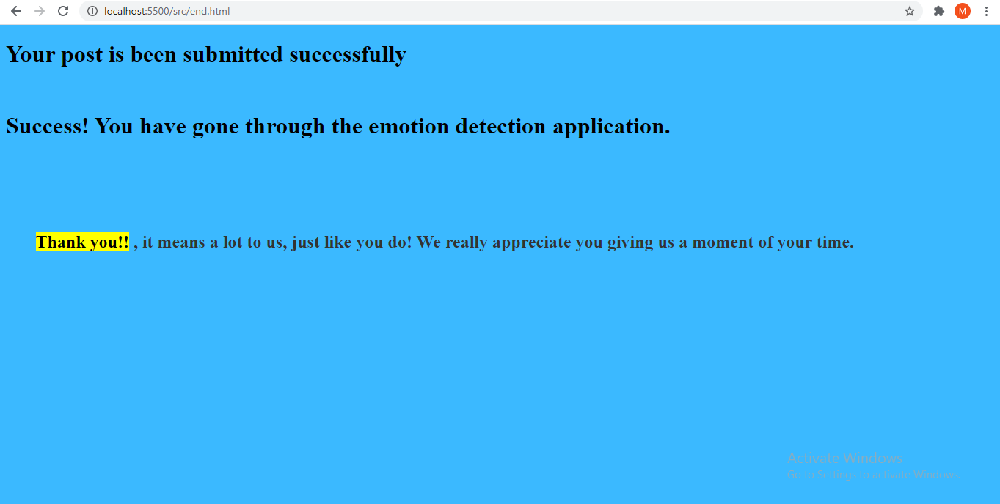 localhost:5500/src/end.html
M
Your post is been submitted successfully
Success! You have gone through the emotion detection application.
Thank you!! , it means a lot to us, just like you do! We really appreciate you giving us a moment of your time.
Activate Windows
Go to Settings to activate Windows.